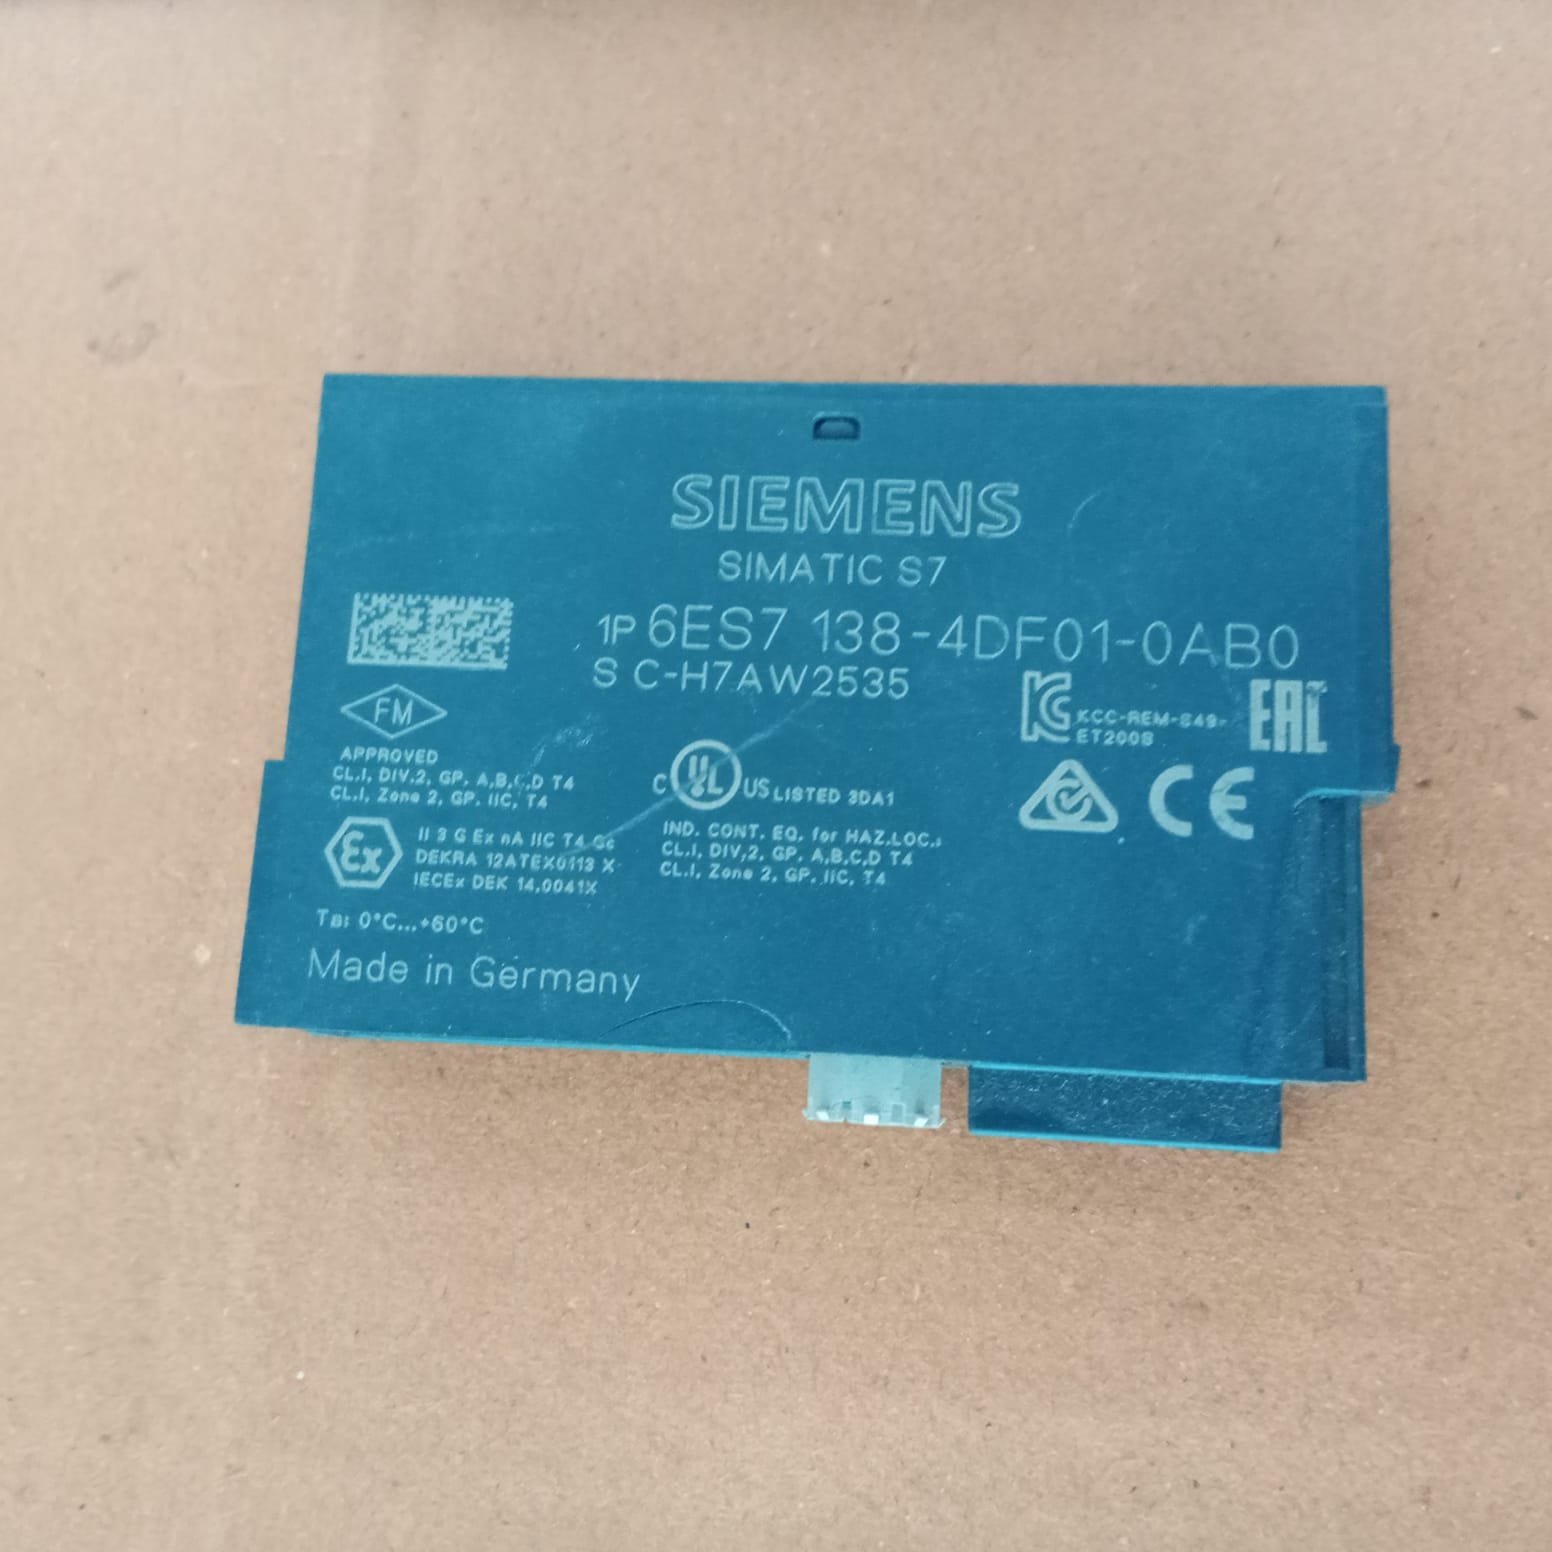 SIEMENS
SIMATIC S7
1P 6ES7 138-4DF01-0AB0
S C-H7AW2535
KC KCC-REM-S49-
ET200S
EAC
FM
APPROVED
CL.I, DIV.2, GP. A,B,C,D T4
CL.I, Zone 2, GP. IIC, T4
C UL US LISTED 3DA1
IND. CONT. EQ. for HAZ.LOC.:
CL.I, DIV,2, GP. A,B,C,D T4
CL.I, Zone 2, GP. IIC, T4
CE
Ex II 3 G Ex nA IIC T4 Gc
DEKRA 12ATEX0113 X
IECEx DEK 14.0041X
Ta: 0°C...+60°C
Made in Germany